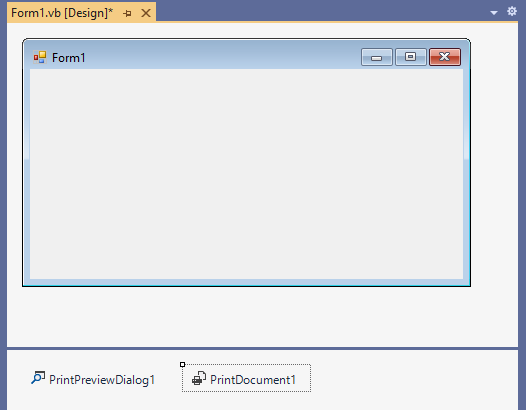 Form1.vb [Design]*
Form1
PrintPreviewDialog1
PrintDocument1